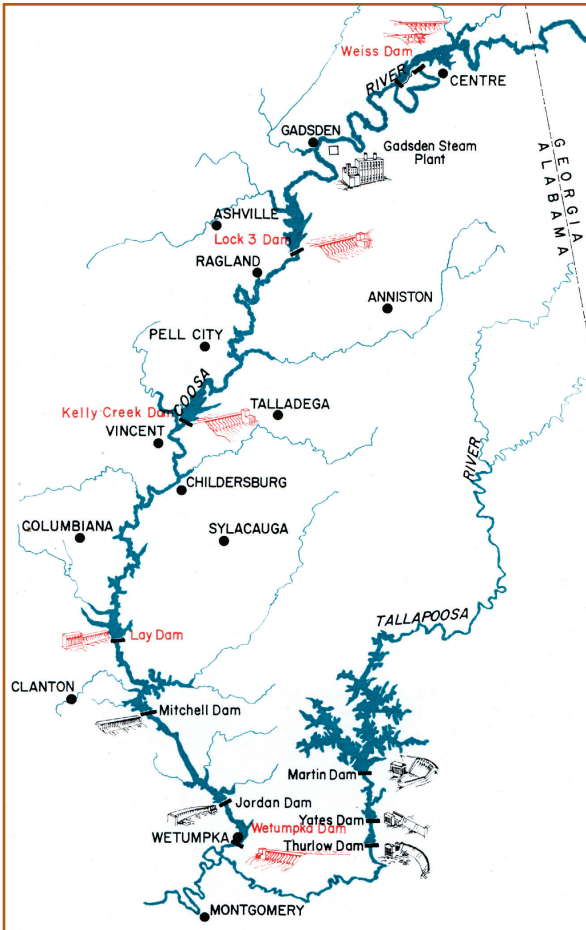 Weiss Dam
RIVER
CENTRE
GADSDEN
Gadsden Steam
Plant
GEORGIA
ALABAMA
ASHVILLE
Lock 3 Dam
RAGLAND
ANNISTON
PELL CITY
COOSA
Kelly Creek Dam
TALLADEGA
VINCENT
RIVER
CHILDERSBURG
COLUMBIANA
SYLACAUGA
TALLAPOOSA
Lay Dam
CLANTON
Mitchell Dam
Martin Dam
Jordan Dam
Yates Dam
WETUMPKA
Wetumpka Dam
Thurlow Dam
MONTGOMERY